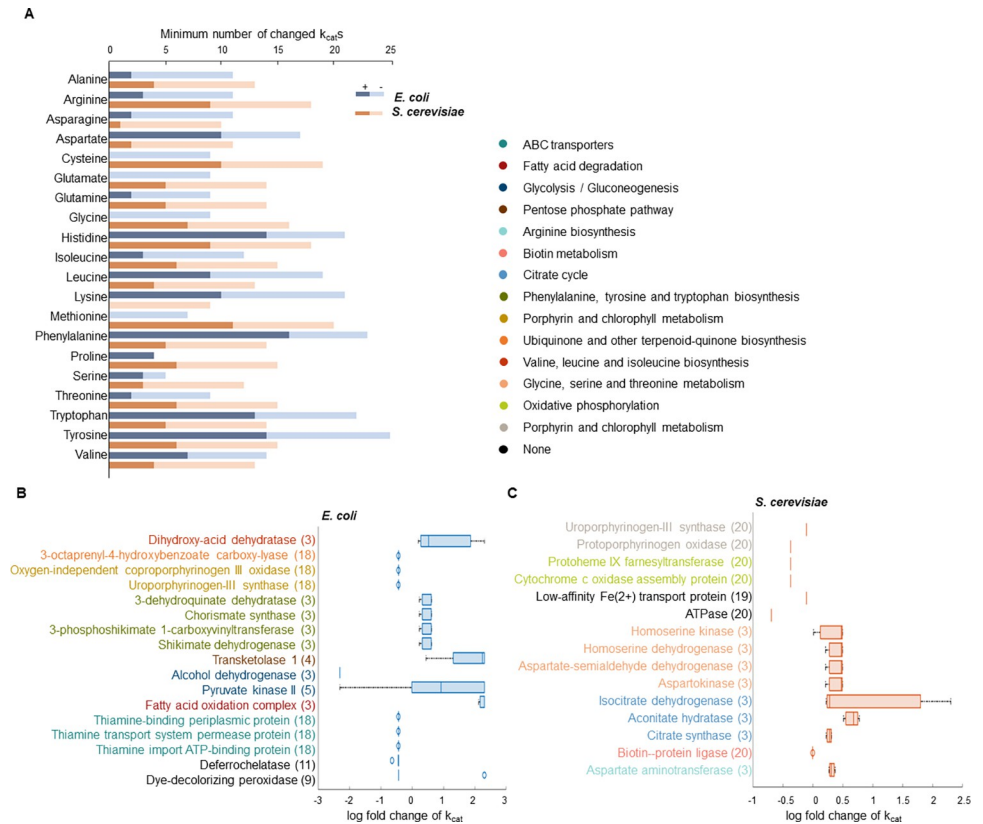 A
Minimum number of changed kcats
0 5 10 15 20 25
Alanine
Arginine
Asparagine
Aspartate
Cysteine
Glutamate
Glutamine
Glycine
Histidine
Isoleucine
Leucine
Lysine
Methionine
Phenylalanine
Proline
Serine
Threonine
Tryptophan
Tyrosine
Valine
+ -
E. coli
S. cerevisiae
ABC transporters
Fatty acid degradation
Glycolysis / Gluconeogenesis
Pentose phosphate pathway
Arginine biosynthesis
Biotin metabolism
Citrate cycle
Phenylalanine, tyrosine and tryptophan biosynthesis
Porphyrin and chlorophyll metabolism
Ubiquinone and other terpenoid-quinone biosynthesis
Valine, leucine and isoleucine biosynthesis
Glycine, serine and threonine metabolism
Oxidative phosphorylation
Porphyrin and chlorophyll metabolism
None
B
E. coli
Dihydroxy-acid dehydratase (3)
3-octaprenyl-4-hydroxybenzoate carboxy-lyase (18)
Oxygen-independent coproporphyrinogen III oxidase (18)
Uroporphyrinogen-III synthase (18)
3-dehydroquinate dehydratase (3)
Chorismate synthase (3)
3-phosphoshikimate 1-carboxyvinyltransferase (3)
Shikimate dehydrogenase (3)
Transketolase 1 (4)
Alcohol dehydrogenase (3)
Pyruvate kinase II (5)
Fatty acid oxidation complex (3)
Thiamine-binding periplasmic protein (18)
Thiamine transport system permease protein (18)
Thiamine import ATP-binding protein (18)
Deferrochelatase (11)
Dye-decolorizing peroxidase (9)
-3 -2 -1 0 1 2 3
log fold change of kcat
C
S. cerevisiae
Uroporphyrinogen-III synthase (20)
Protoporphyrinogen oxidase (20)
Protoheme IX farnesyltransferase (20)
Cytochrome c oxidase assembly protein (20)
Low-affinity Fe(2+) transport protein (19)
ATPase (20)
Homoserine kinase (3)
Homoserine dehydrogenase (3)
Aspartate-semialdehyde dehydrogenase (3)
Aspartokinase (3)
Isocitrate dehydrogenase (3)
Aconitate hydratase (3)
Citrate synthase (3)
Biotin--protein ligase (20)
Aspartate aminotransferase (3)
-1 -0.5 0 0.5 1 1.5 2 2.5
log fold change of kcat